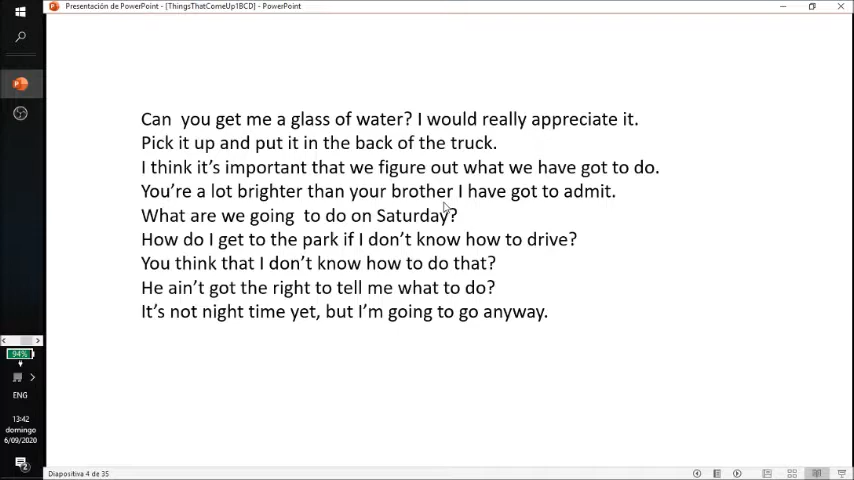 Presentación de PowerPoint - [ThingsThatComeUp1BCD] - PowerPoint
Can  you get me a glass of water? I would really appreciate it.
Pick it up and put it in the back of the truck.
I think it's important that we figure out what we have got to do.
You're a lot brighter than your brother I have got to admit.
What are we going  to do on Saturday?
How do I get to the park if I don't know how to drive?
You think that I don't know how to do that?
He ain't got the right to tell me what to do?
It's not night time yet, but I'm going to go anyway.
94%
ENG
13:42
domingo
6/09/2020
2
Diapositiva 4 de 35